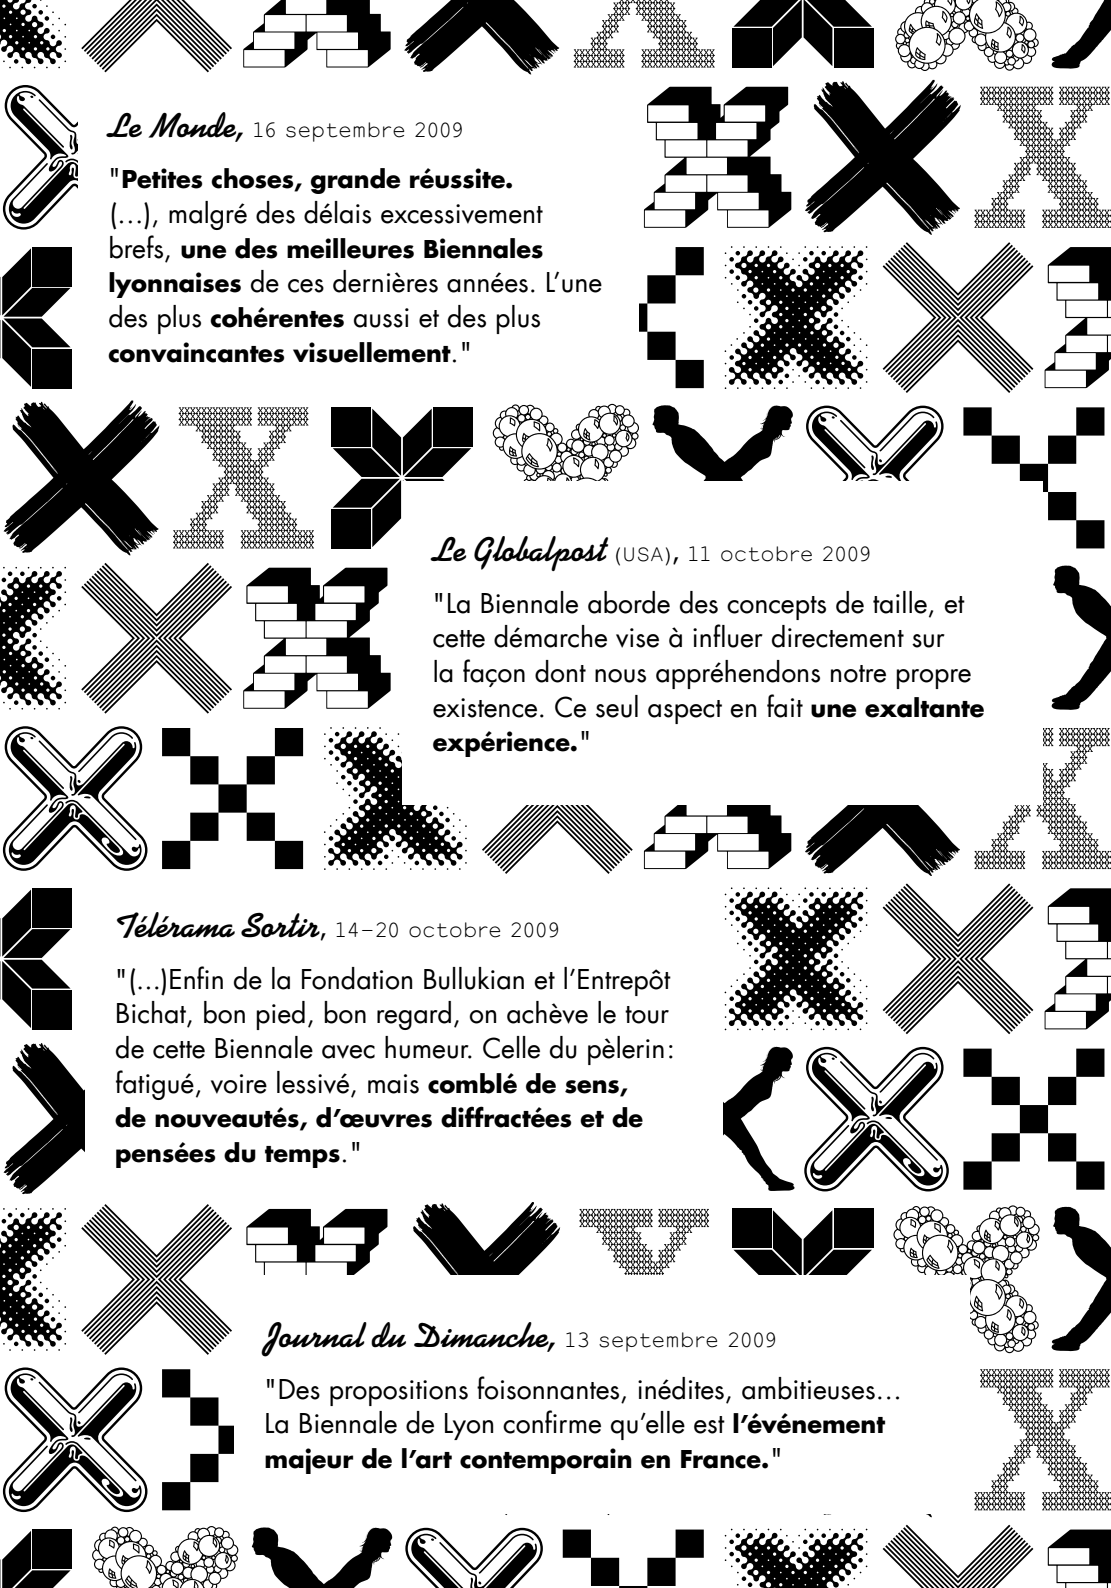 Le Monde, 16 septembre 2009
"Petites choses, grande réussite.
(...), malgré des délais excessivement
brefs, une des meilleures Biennales
lyonnaises de ces dernières années. L'une
des plus cohérentes aussi et des plus
convaincantes visuellement."
Le Globalpost (USA), 11 octobre 2009
"La Biennale aborde des concepts de taille, et
cette démarche vise à influer directement sur
la façon dont nous appréhendons notre propre
existence. Ce seul aspect en fait une exaltante
expérience."
Télérama Sortir, 14–20 octobre 2009
"(...)Enfin de la Fondation Bullukian et l'Entrepôt
Bichat, bon pied, bon regard, on achève le tour
de cette Biennale avec humeur. Celle du pèlerin:
fatigué, voire lessivé, mais comblé de sens,
de nouveautés, d'œuvres diffractées et de
pensées du temps."
Journal du Dimanche, 13 septembre 2009
"Des propositions foisonnantes, inédites, ambitieuses...
La Biennale de Lyon confirme qu'elle est l'événement
majeur de l'art contemporain en France."